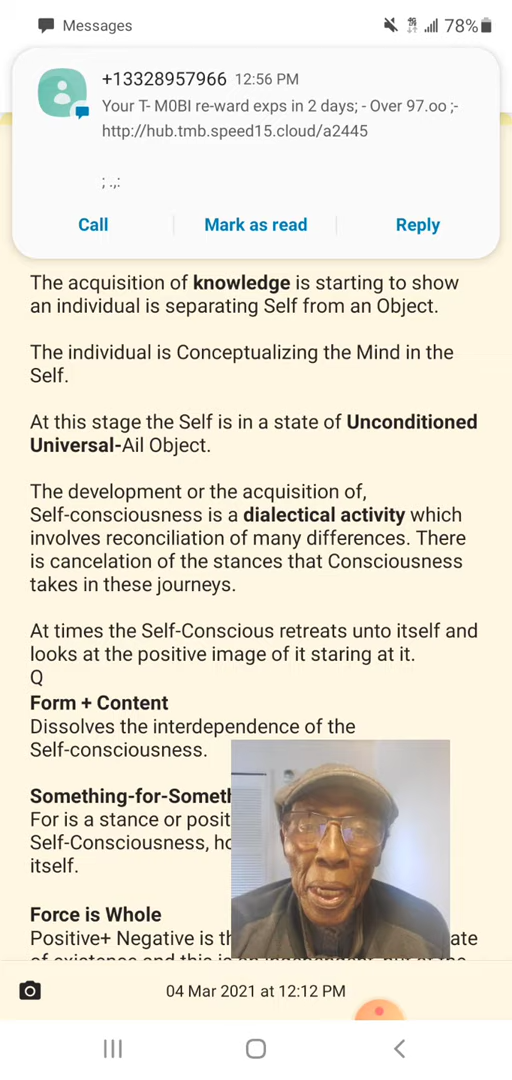 Messages
78%
+13328957966 12:56 PM
Your T- M0BI re-ward exps in 2 days; - Over 97.oo ;-
http://hub.tmb.speed15.cloud/a2445
; .,:
Call Mark as read Reply
The acquisition of knowledge is starting to show
an individual is separating Self from an Object.
The individual is Conceptualizing the Mind in the
Self.
At this stage the Self is in a state of Unconditioned
Universal-Ail Object.
The development or the acquisition of,
Self-consciousness is a dialectical activity which
involves reconciliation of many differences. There
is cancelation of the stances that Consciousness
takes in these journeys.
At times the Self-Conscious retreats unto itself and
looks at the positive image of it staring at it.
Q
Form + Content
Dissolves the interdependence of the
Self-consciousness.
Something-for-Someth
For is a stance or posit
Self-Consciousness, ho
itself.
Force is Whole
Positive+ Negative is th ate
of existence and this is
04 Mar 2021 at 12:12 PM